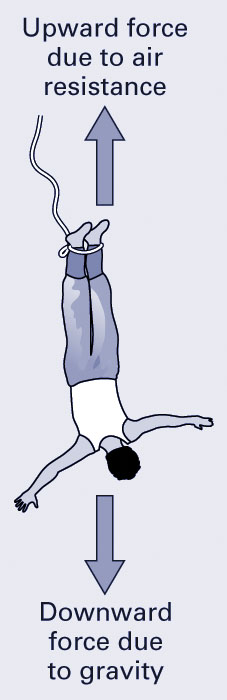 Upward force
due to air
resistance
Downward
force due
to gravity